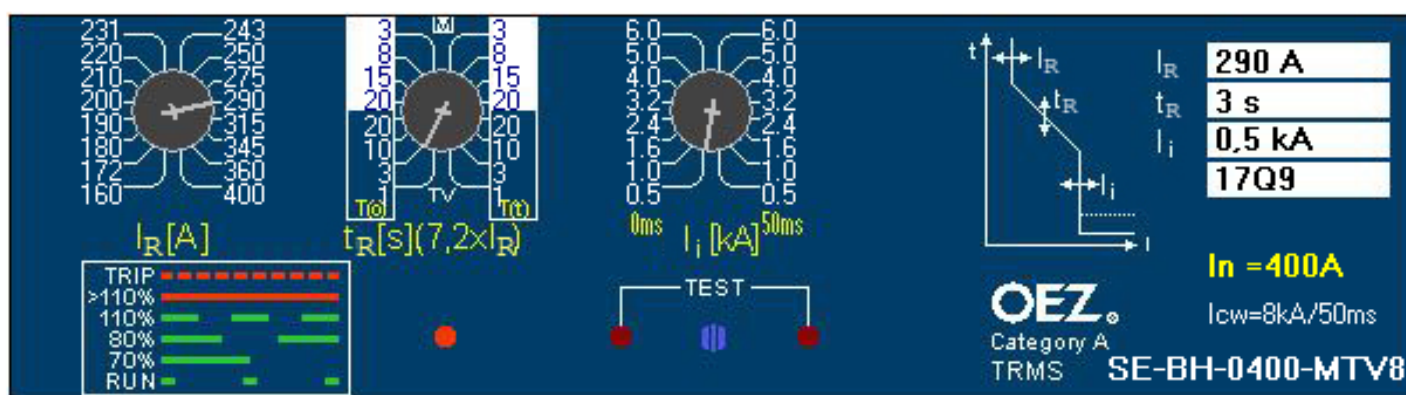 231 243
220 250
210 275
200 290
190 315
180 345
172 360
160 400
IR[A]
M
3 3
8 8
15 15
20 20
20 20
10 10
3 3
1 1
TV
T(o) T(t)
tR[s](7,2xIR)
6.0 6.0
5.0 5.0
4.0 4.0
3.2 3.2
2.4 2.4
1.6 1.6
1.0 1.0
0.5 0.5
0ms 50ms
Ii [kA]
t
IR
tR
Ii
I
IR 290 A
tR 3 s
Ii 0,5 kA
17Q9
In =400A
Icw=8kA/50ms
TRIP
>110%
110%
80%
70%
RUN
TEST
OEZ
Category A
TRMS
SE-BH-0400-MTV8